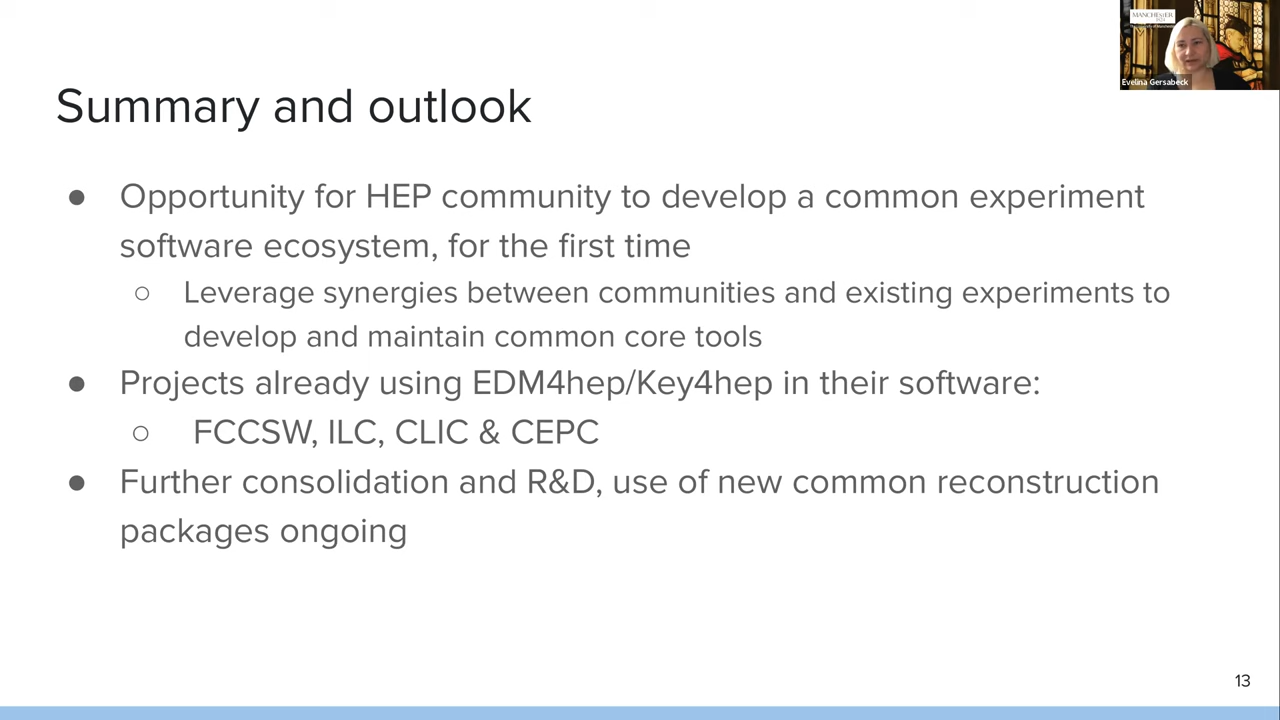 MANCHESTER
Evelina Gersabeck
Summary and outlook
● Opportunity for HEP community to develop a common experiment
software ecosystem, for the first time
○ Leverage synergies between communities and existing experiments to
develop and maintain common core tools
● Projects already using EDM4hep/Key4hep in their software:
○ FCCSW, ILC, CLIC & CEPC
● Further consolidation and R&D, use of new common reconstruction
packages ongoing
13